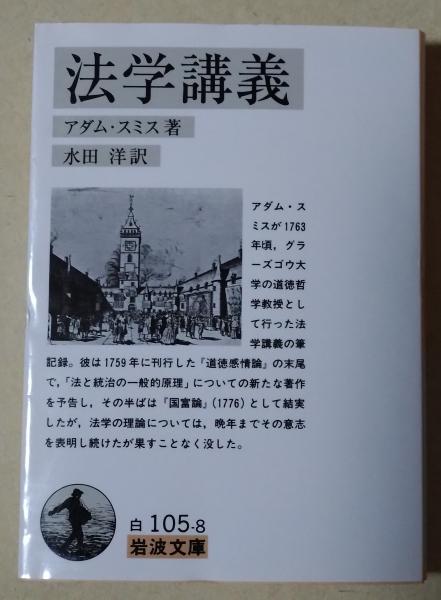 法学講義
アダム・スミス著
水田 洋訳
アダム・ス
ミスが1763
年頃，グラ
ーズゴウ大
学の道徳哲
学教授とし
て行った法
学講義の筆
記録。彼は1759年に刊行した『道徳感情論』の末尾
で，「法と統治の一般的原理」についての新たな著作
を予告し，その半ばは『国富論』(1776)として結実
したが，法学の理論については，晩年までその意志
を表明し続けたが果すことなく没した。
白 105-8
岩波文庫